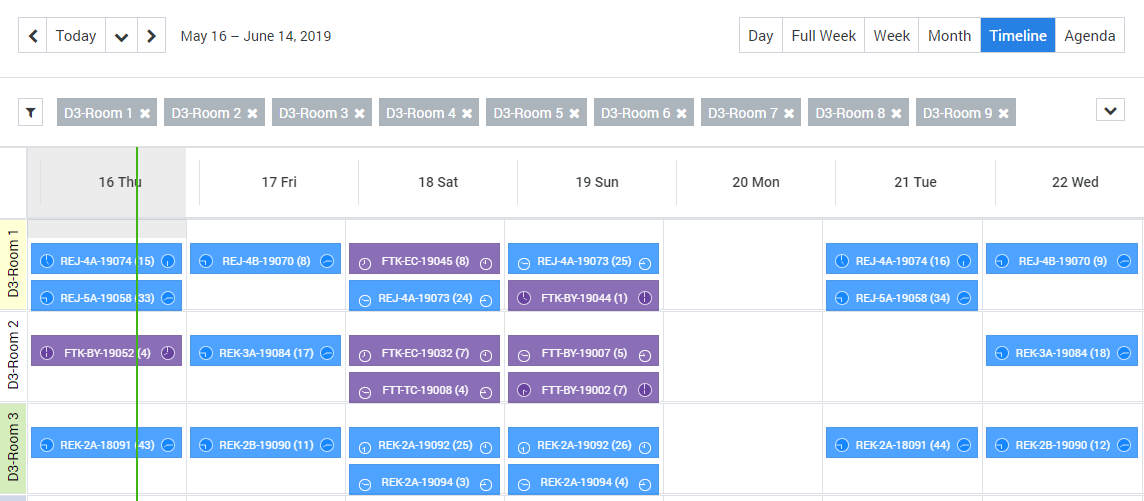 Today May 16 – June 14, 2019 Day Full Week Week Month Timeline Agenda
D3-Room 1 D3-Room 2 D3-Room 3 D3-Room 4 D3-Room 5 D3-Room 6 D3-Room 7 D3-Room 8 D3-Room 9
16 Thu 17 Fri 18 Sat 19 Sun 20 Mon 21 Tue 22 Wed
D3-Room 1
REJ-4A-19074 (15) REJ-4B-19070 (8) FTK-EC-19045 (8) REJ-4A-19073 (25) REJ-4A-19074 (16) REJ-4B-19070 (9)
REJ-5A-19058 (33) REJ-4A-19073 (24) FTK-BY-19044 (1) REJ-5A-19058 (34)
D3-Room 2
FTK-BY-19052 (4) REK-3A-19084 (17) FTK-EC-19032 (7) FTT-BY-19007 (5) REK-3A-19084 (18)
FTT-TC-19008 (4) FTT-BY-19002 (7)
D3-Room 3
REK-2A-18091 (43) REK-2B-19090 (11) REK-2A-19092 (25) REK-2A-19092 (26) REK-2A-18091 (44) REK-2B-19090 (12)
REK-2A-19094 (3) REK-2A-19094 (4)